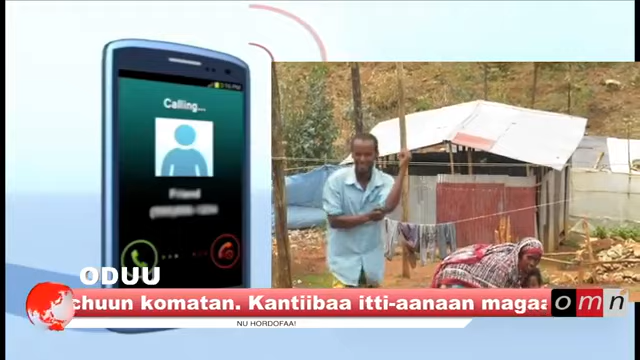 Calling...
Friend
ODUU
chuun komatan. Kantiibaa itti-aanaan magaa
omn
NU HORDOFAA!